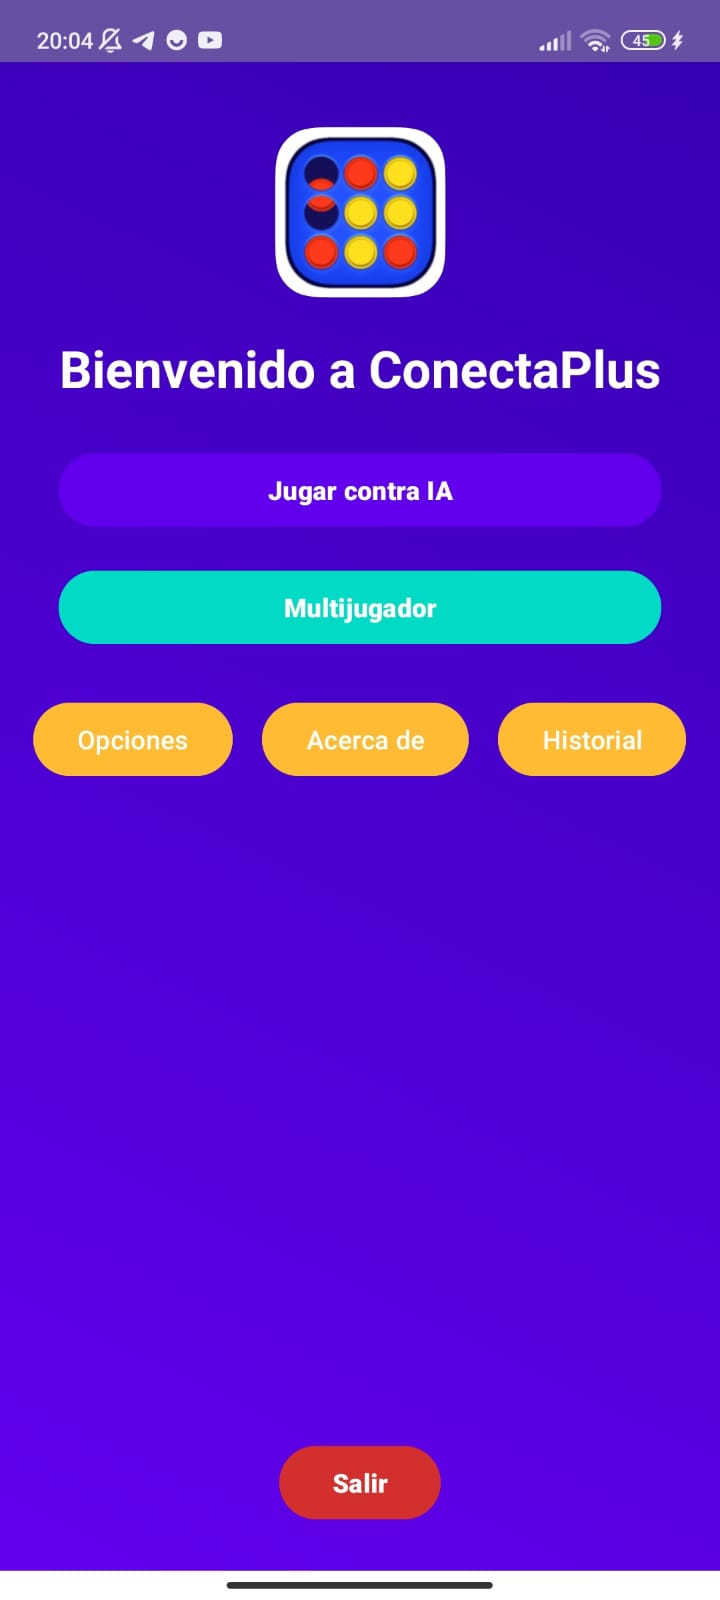 20:04
45
Bienvenido a ConectaPlus
Jugar contra IA
Multijugador
Opciones Acerca de Historial
Salir